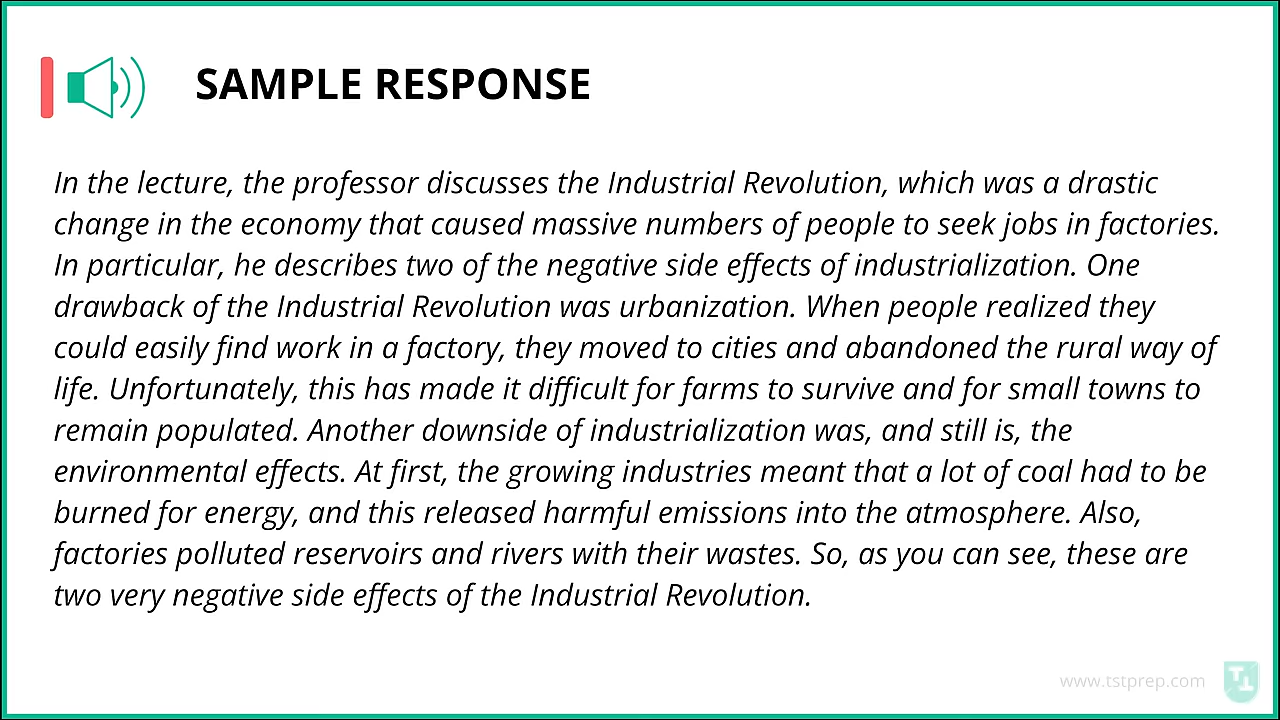 SAMPLE RESPONSE
In the lecture, the professor discusses the Industrial Revolution, which was a drastic
change in the economy that caused massive numbers of people to seek jobs in factories.
In particular, he describes two of the negative side effects of industrialization. One
drawback of the Industrial Revolution was urbanization. When people realized they
could easily find work in a factory, they moved to cities and abandoned the rural way of
life. Unfortunately, this has made it difficult for farms to survive and for small towns to
remain populated. Another downside of industrialization was, and still is, the
environmental effects. At first, the growing industries meant that a lot of coal had to be
burned for energy, and this released harmful emissions into the atmosphere. Also,
factories polluted reservoirs and rivers with their wastes. So, as you can see, these are
two very negative side effects of the Industrial Revolution.
www.tstprep.com